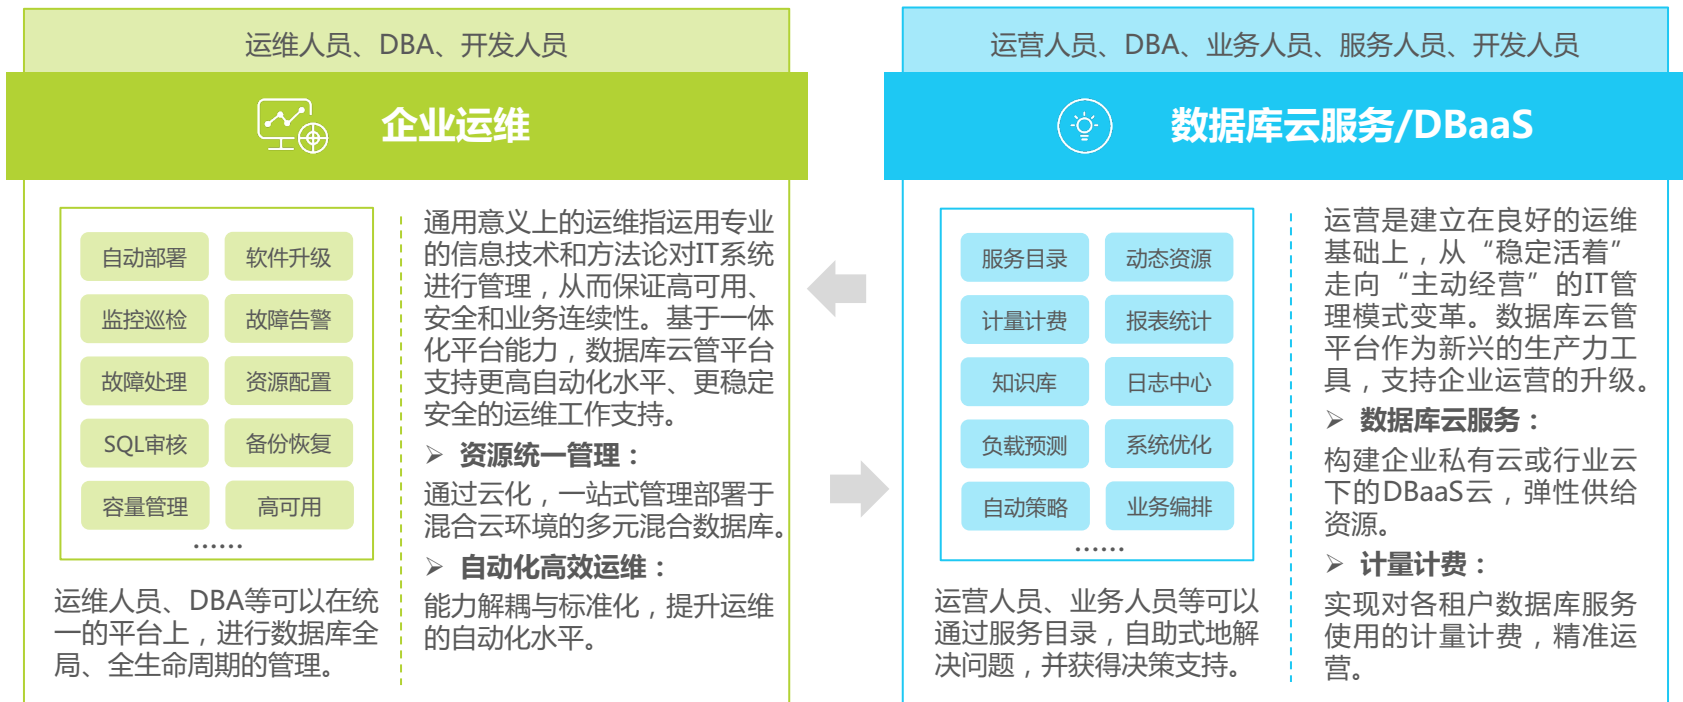 运维人员、DBA、开发人员
企业运维
自动部署
软件升级
监控巡检
故障告警
故障处理
资源配置
SQL审核
备份恢复
容量管理
高可用
......
运维人员、DBA等可以在统
一的平台上，进行数据库全
局、全生命周期的管理。
通用意义上的运维指运用专业
的信息技术和方法论对IT系统
进行管理，从而保证高可用、
安全和业务连续性。基于一体
化平台能力，数据库云管平台
支持更高自动化水平、更稳定
安全的运维工作支持。
➢ 资源统一管理：
通过云化，一站式管理部署于
混合云环境的多元混合数据库。
➢ 自动化高效运维：
能力解耦与标准化，提升运维
的自动化水平。
运营人员、DBA、业务人员、服务人员、开发人员
数据库云服务/DBaaS
服务目录
动态资源
计量计费
报表统计
知识库
日志中心
负载预测
系统优化
自动策略
业务编排
......
运营人员、业务人员等可以
通过服务目录，自助式地解
决问题，并获得决策支持。
运营是建立在良好的运维
基础上，从“稳定活着”
走向“主动经营”的IT管
理模式变革。数据库云管
平台作为新兴的生产力工
具，支持企业运营的升级。
➢ 数据库云服务：
构建企业私有云或行业云
下的DBaaS云，弹性供给
资源。
➢ 计量计费：
实现对各租户数据库服务
使用的计量计费，精准运
营。